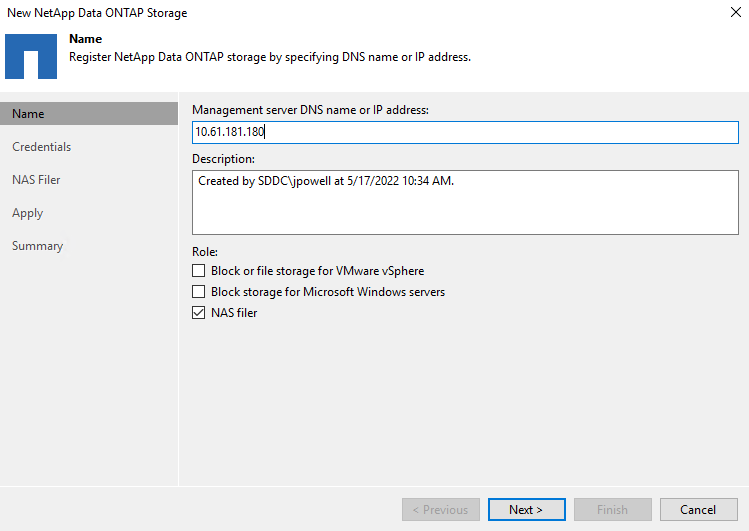 New NetApp Data ONTAP Storage
Name
Register NetApp Data ONTAP storage by specifying DNS name or IP address.
Name
Credentials
NAS Filer
Apply
Summary
Management server DNS name or IP address:
10.61.181.180
Description:
Created by SDDC\jpowell at 5/17/2022 10:34 AM.
Role:
Block or file storage for VMware vSphere
Block storage for Microsoft Windows servers
NAS filer
< Previous
Next >
Finish
Cancel